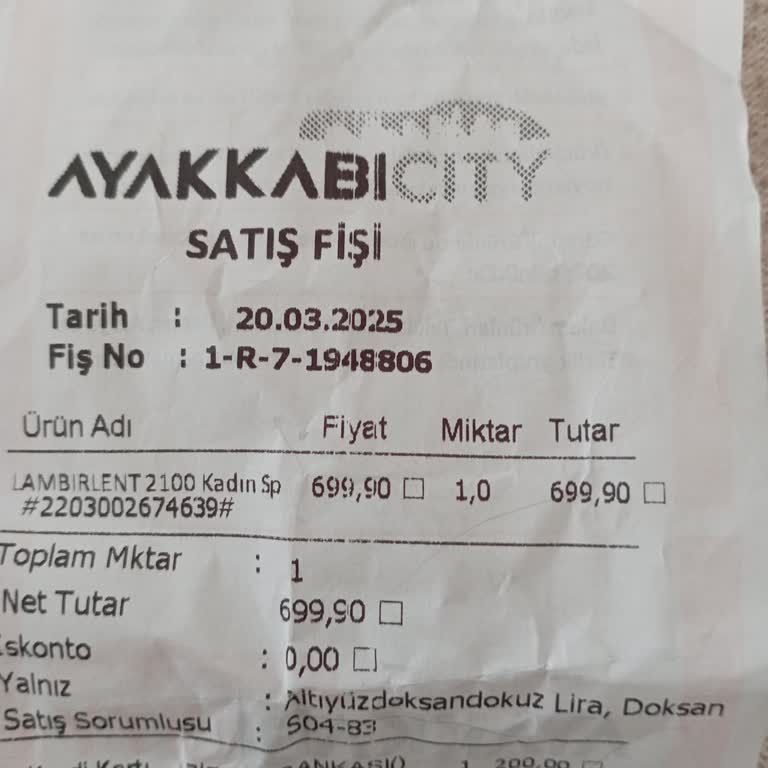 AYAKKABICITY
SATIŞ FİŞİ
Tarih : 20.03.2025
Fiş No : 1-R-7-1948806
Ürün Adı Fiyat Miktar Tutar
LAMBIRLENT 2100 Kadın Sp 699,90 □ 1,0 699,90 □
#2203002674639#
Toplam Mktar : 1
Net Tutar 699,90 □
İskonto : 0,00 □
Yalnız : Altıyüzdoksandokuz Lira, Doksan
Satış Sorumlusu : S04-B3